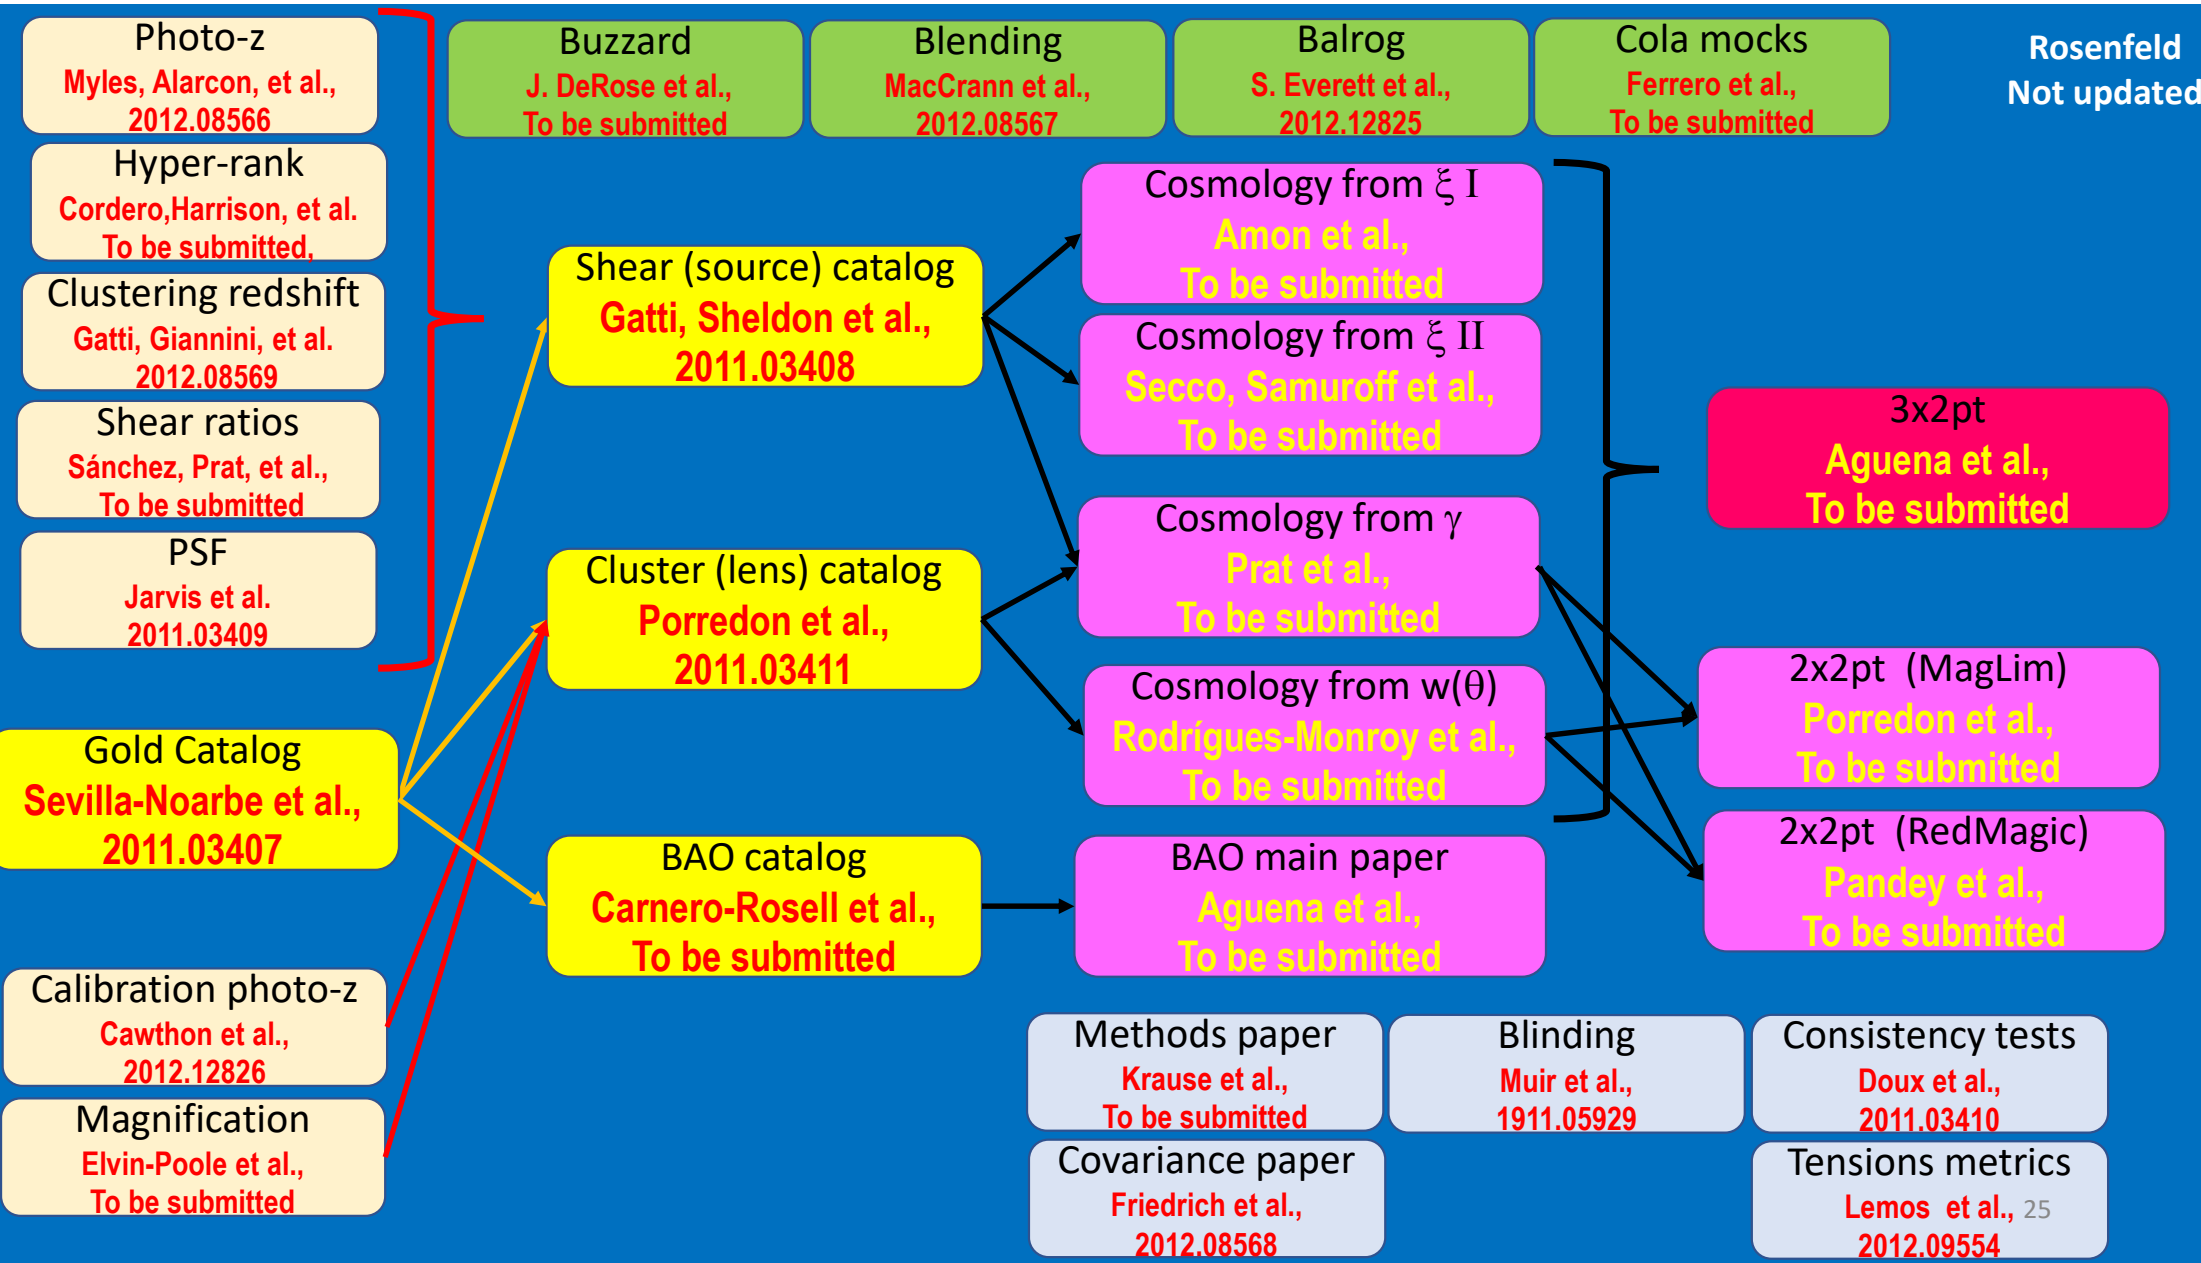 Photo-z
Myles, Alarcon, et al.,
2012.08566
Hyper-rank
Cordero,Harrison, et al.
To be submitted,
Clustering redshift
Gatti, Giannini, et al.
2012.08569
Shear ratios
Sánchez, Prat, et al.,
To be submitted
PSF
Jarvis et al.
2011.03409
Gold Catalog
Sevilla-Noarbe et al.,
2011.03407
Calibration photo-z
Cawthon et al.,
2012.12826
Magnification
Elvin-Poole et al.,
To be submitted
Buzzard
J. DeRose et al.,
To be submitted
Blending
MacCrann et al.,
2012.08567
Balrog
S. Everett et al.,
2012.12825
Cola mocks
Ferrero et al.,
To be submitted
Rosenfeld
Not updated
Shear (source) catalog
Gatti, Sheldon et al.,
2011.03408
Cluster (lens) catalog
Porredon et al.,
2011.03411
BAO catalog
Carnero-Rosell et al.,
To be submitted
Cosmology from ξ I
Amon et al.,
To be submitted
Cosmology from ξ II
Secco, Samuroff et al.,
To be submitted
Cosmology from γ
Prat et al.,
To be submitted
Cosmology from w(θ)
Rodrígues-Monroy et al.,
To be submitted
BAO main paper
Aguena et al.,
To be submitted
3x2pt
Aguena et al.,
To be submitted
2x2pt (MagLim)
Porredon et al.,
To be submitted
2x2pt (RedMagic)
Pandey et al.,
To be submitted
Methods paper
Krause et al.,
To be submitted
Blinding
Muir et al.,
1911.05929
Consistency tests
Doux et al.,
2011.03410
Covariance paper
Friedrich et al.,
2012.08568
Tensions metrics
Lemos et al., 25
2012.09554